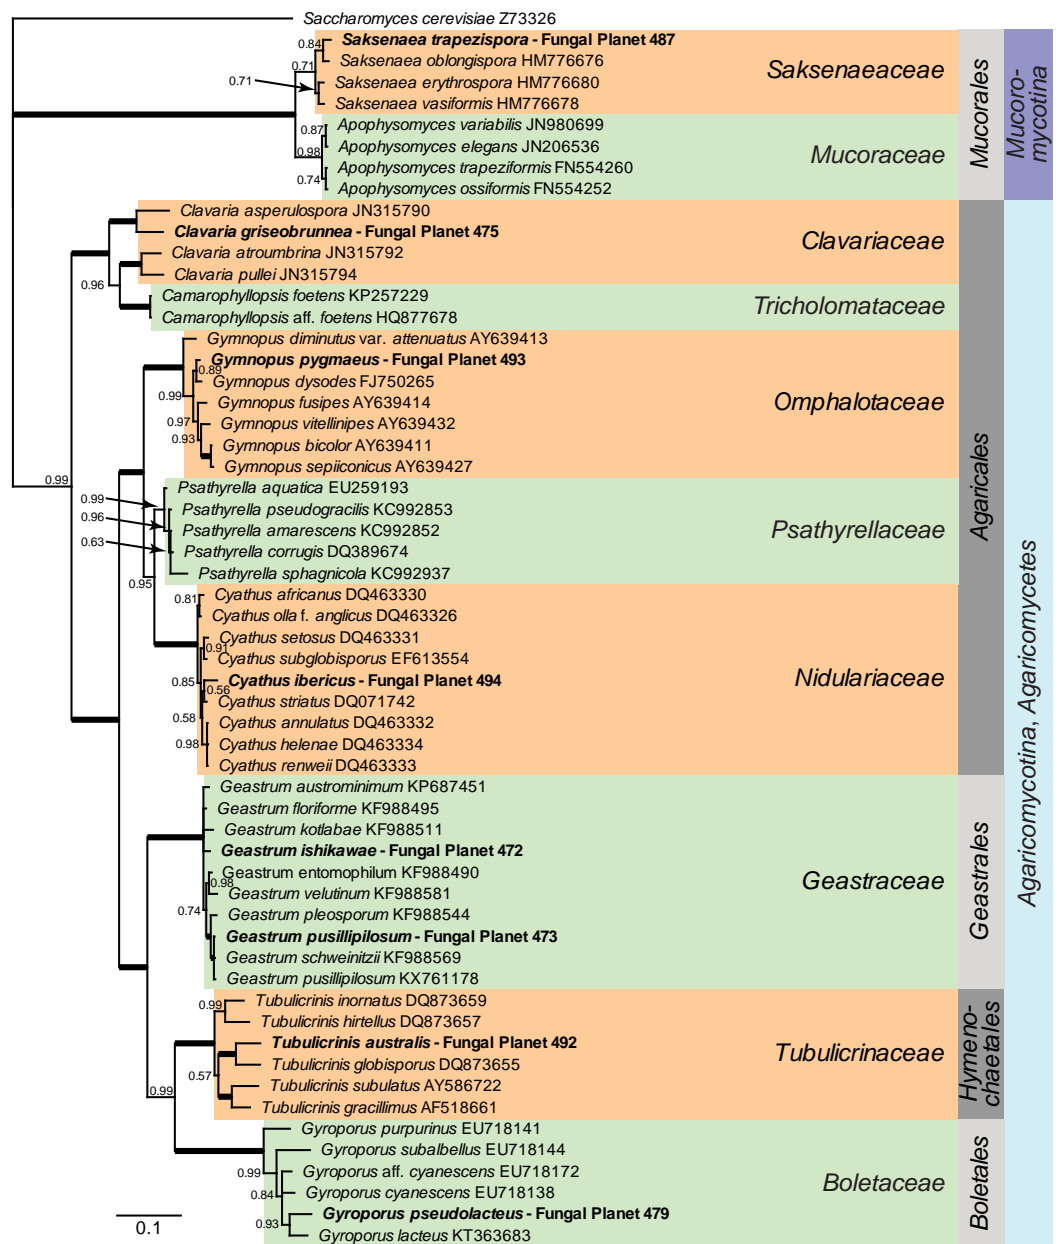 Saccharomyces cerevisiae Z73326
Saksenaea trapezispora - Fungal Planet 487
Saksenaea oblongispora HM776676
Saksenaea erythrospora HM776680
Saksenaea vasiformis HM776678
Saksenaeaceae
0.84
0.71
0.71
Apophysomyces variabilis JN980699
Apophysomyces elegans JN206536
Apophysomyces trapeziformis FN554260
Apophysomyces ossiformis FN554252
Mucoraceae
0.87
0.98
0.74
Mucorales
Mucoro-
mycotina
Clavaria asperulospora JN315790
Clavaria griseobrunnea - Fungal Planet 475
Clavaria atroumbrina JN315792
Clavaria pullei JN315794
Clavariaceae
0.96
Camarophyllopsis foetens KP257229
Camarophyllopsis aff. foetens HQ877678
Tricholomataceae
Gymnopus diminutus var. attenuatus AY639413
Gymnopus pygmaeus - Fungal Planet 493
Gymnopus dysodes FJ750265
Gymnopus fusipes AY639414
Gymnopus vitellinipes AY639432
Gymnopus bicolor AY639411
Gymnopus sepiiconicus AY639427
Omphalotaceae
0.89
0.99
0.97
0.93
0.99
Psathyrella aquatica EU259193
Psathyrella pseudogracilis KC992853
Psathyrella amarescens KC992852
Psathyrella corrugis DQ389674
Psathyrella sphagnicola KC992937
Psathyrellaceae
0.99
0.96
0.63
0.95
Cyathus africanus DQ463330
Cyathus olla f. anglicus DQ463326
Cyathus setosus DQ463331
Cyathus subglobisporus EF613554
Cyathus ibericus - Fungal Planet 494
Cyathus striatus DQ071742
Cyathus annulatus DQ463332
Cyathus helenae DQ463334
Cyathus renweii DQ463333
Nidulariaceae
0.81
0.91
0.85
0.56
0.58
0.98
Agaricales
Geastrum austrominimum KP687451
Geastrum floriforme KF988495
Geastrum kotlabae KF988511
Geastrum ishikawae - Fungal Planet 472
Geastrum entomophilum KF988490
Geastrum velutinum KF988581
Geastrum pleosporum KF988544
Geastrum pusillipilosum - Fungal Planet 473
Geastrum schweinitzii KF988569
Geastrum pusillipilosum KX761178
Geastraceae
0.98
0.74
Geastrales
Tubulicrinis inornatus DQ873659
Tubulicrinis hirtellus DQ873657
Tubulicrinis australis - Fungal Planet 492
Tubulicrinis globisporus DQ873655
Tubulicrinis subulatus AY586722
Tubulicrinis gracillimus AF518661
Tubulicrinaceae
0.99
0.57
0.99
Hymeno-
chaetales
Gyroporus purpurinus EU718141
Gyroporus subalbellus EU718144
Gyroporus aff. cyanescens EU718172
Gyroporus cyanescens EU718138
Gyroporus pseudolacteus - Fungal Planet 479
Gyroporus lacteus KT363683
Boletaceae
0.99
0.84
0.93
Boletales
Agaricomycotina, Agaricomycetes
0.1